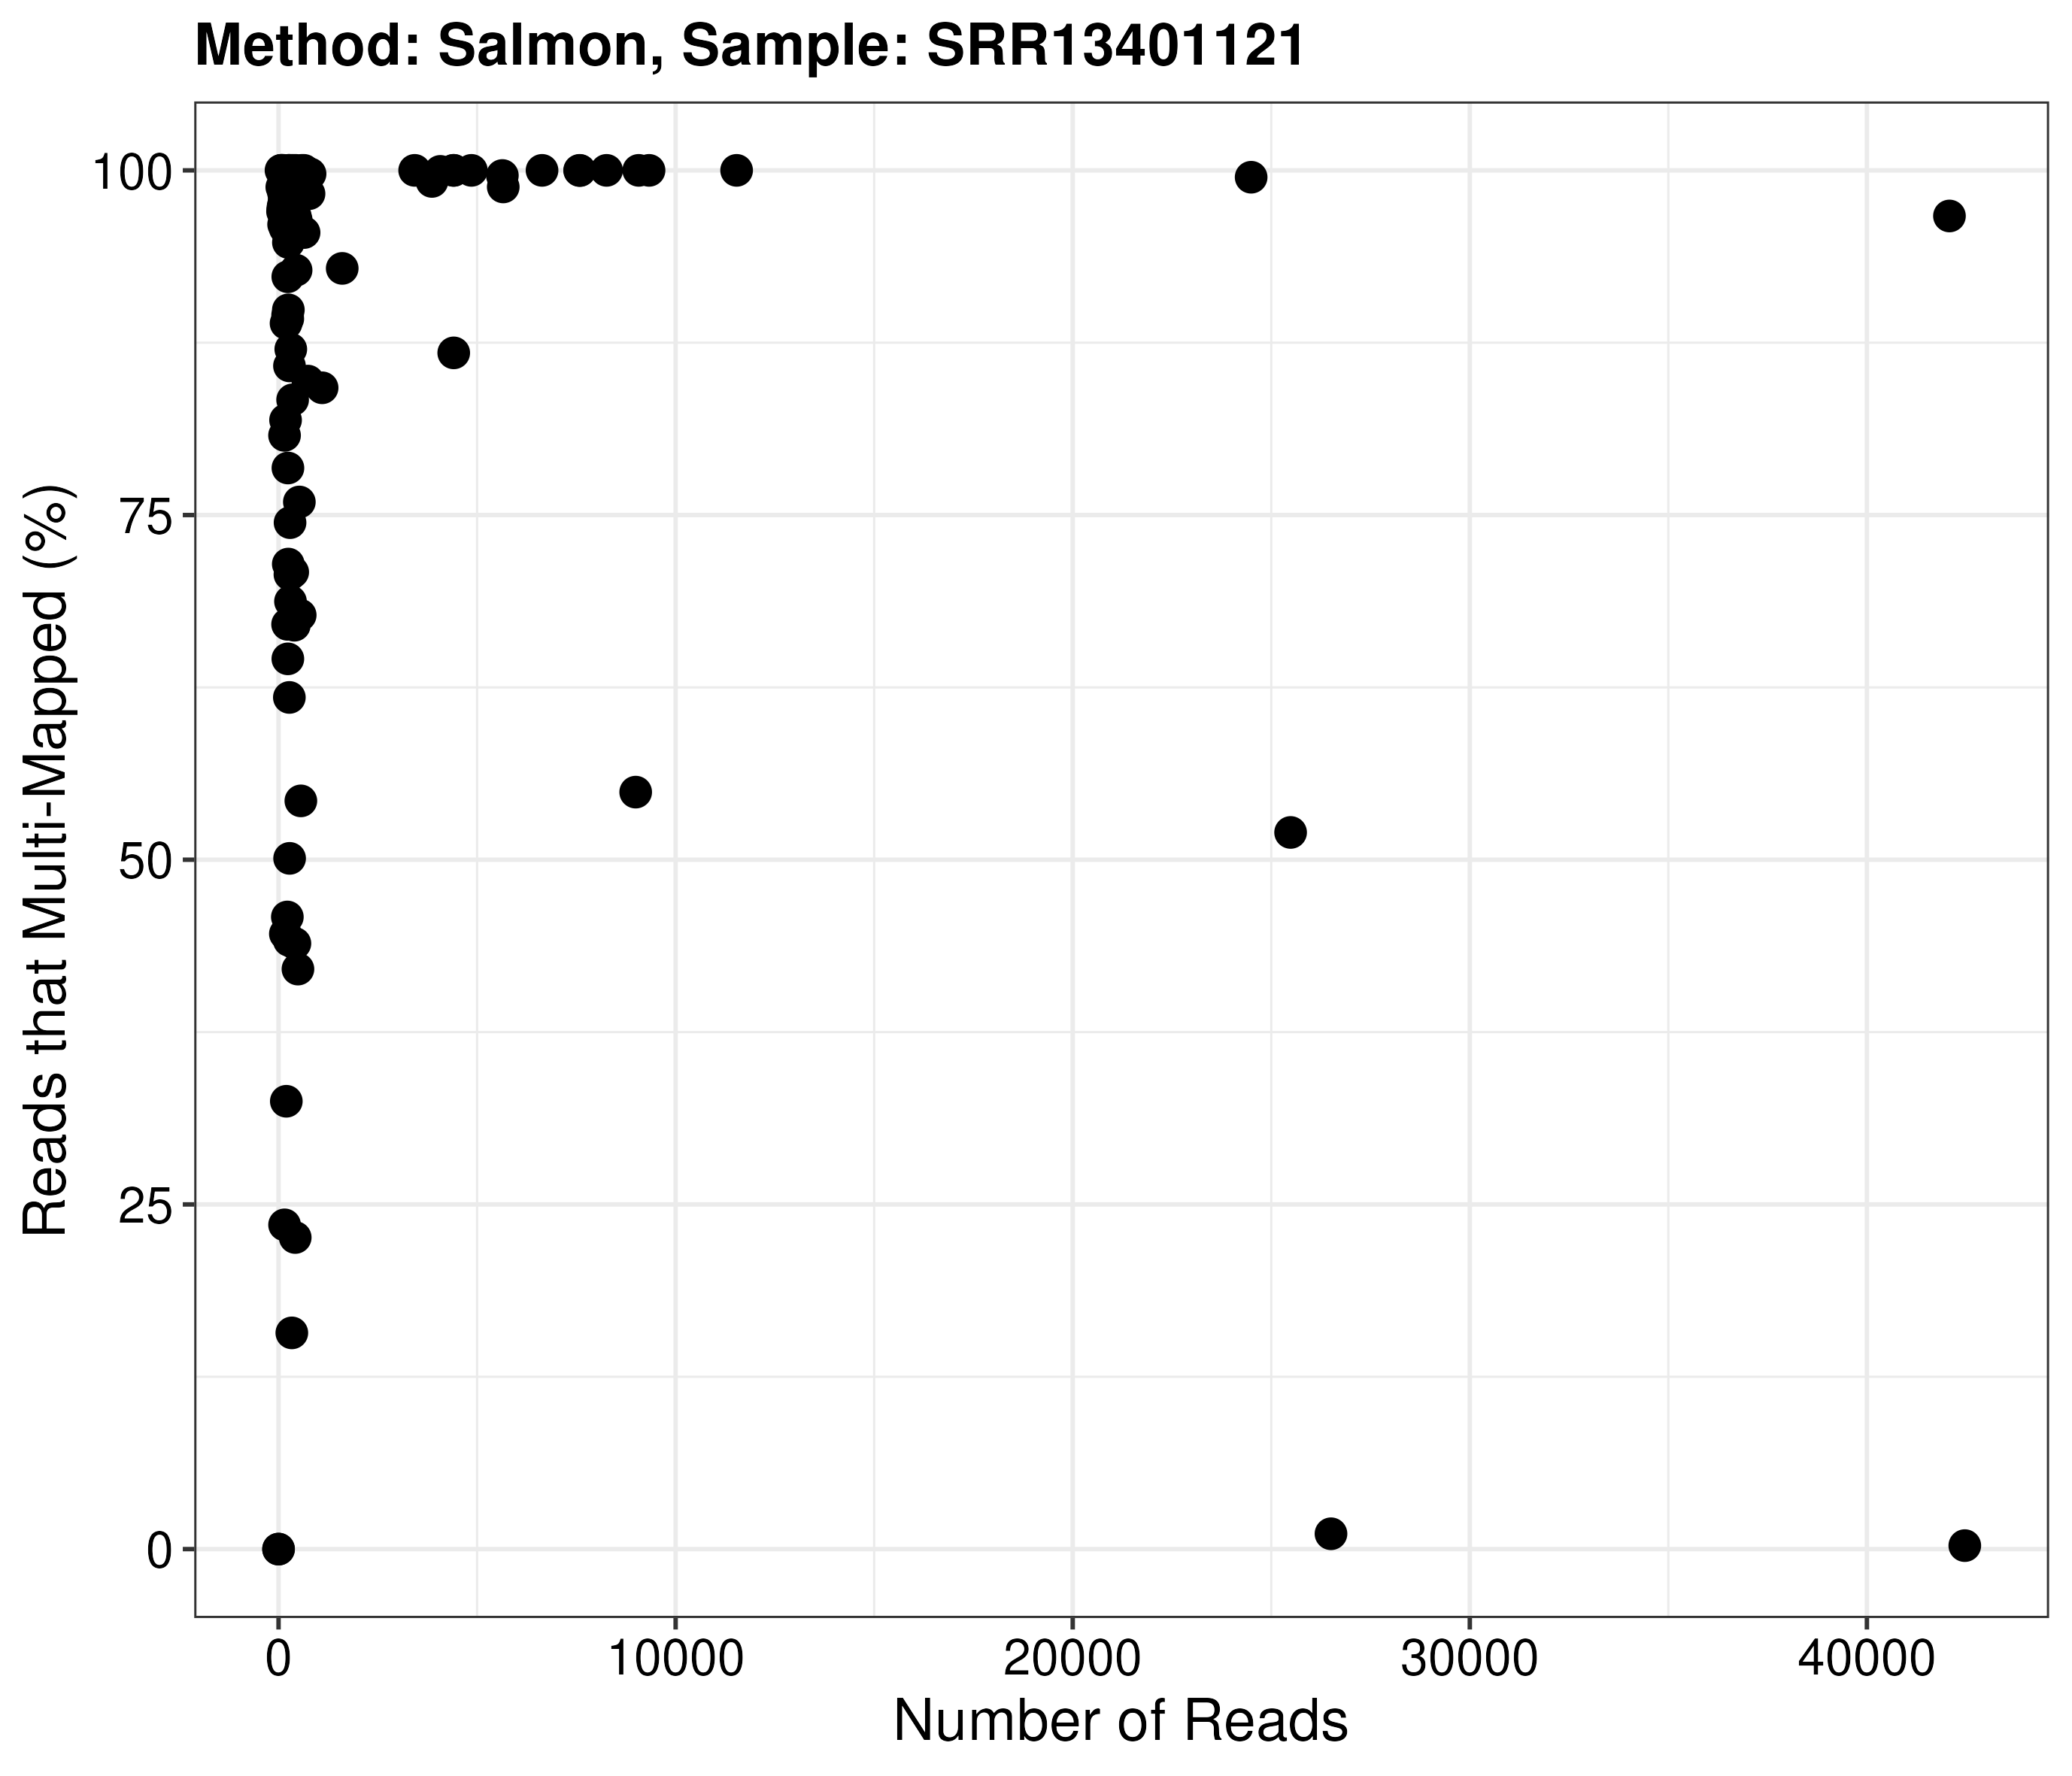 Method: Salmon, Sample: SRR13401121
Reads that Multi-Mapped (%)
100
75
50
25
0
0 10000 20000 30000 40000
Number of Reads